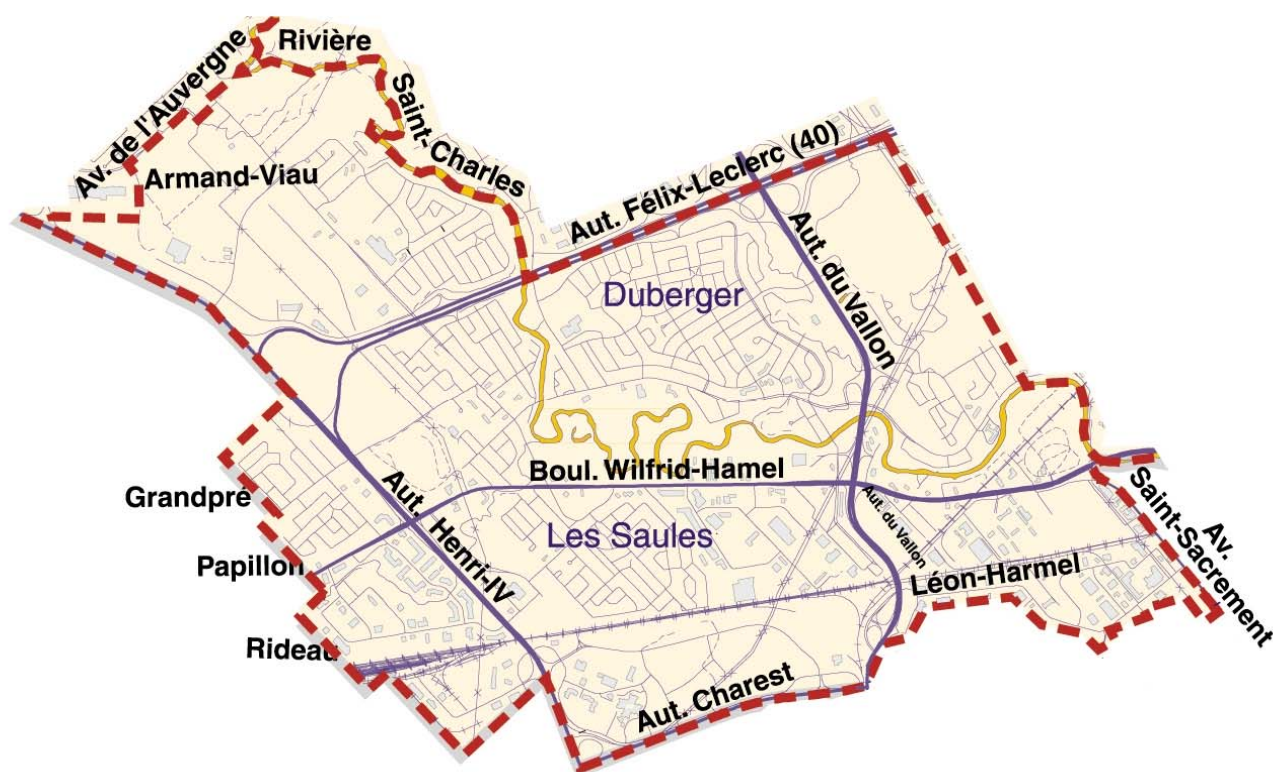 Rivière
Av. de l'Auvergne
Saint-Charles
Armand-Viau
Aut. Félix-Leclerc (40)
Aut. du Vallon
Duberger
Boul. Wilfrid-Hamel
Grandpré
Aut. Henri-IV
Les Saules
Aut. du Vallon
Av.
Saint-Sacrement
Papillon
Léon-Harmel
Rideau
Aut. Charest